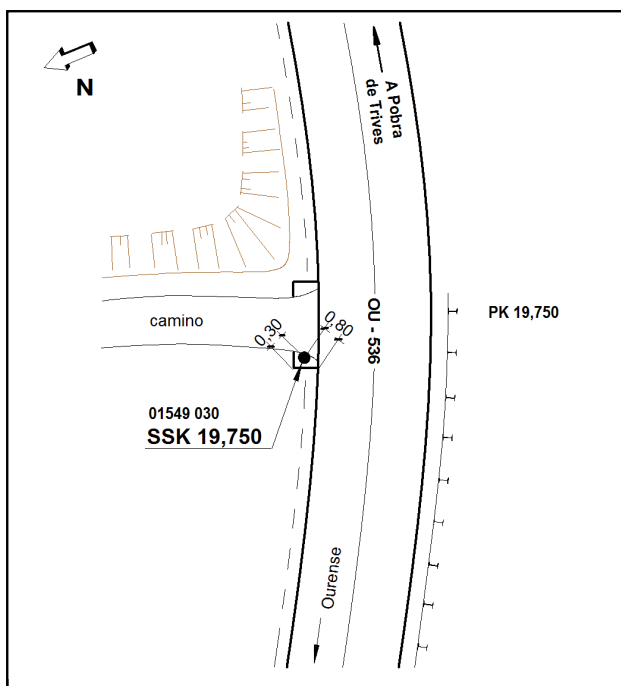 N
A Pobra
de Trives
OU - 536
PK 19,750
camino
0,30
0,80
01549 030
SSK 19,750
Ourense